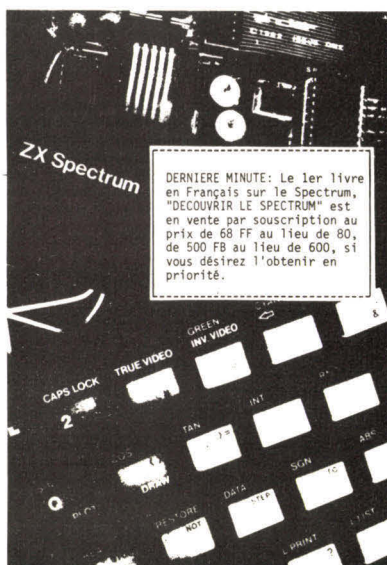 ZX Spectrum
DERNIERE MINUTE: Le 1er livre
en Français sur le Spectrum,
"DECOUVRIR LE SPECTRUM" est
en vente par souscription au
prix de 68 FF au lieu de 80,
de 500 FB au lieu de 600, si
vous désirez l'obtenir en
priorité.
GREEN
CAPS LOCK TRUE VIDEO INV. VIDEO
2
&
TAN INT
DRAW
PLOT RESTORE DATA SGN ABS
NOT STEP
LPRINT LLIST
?